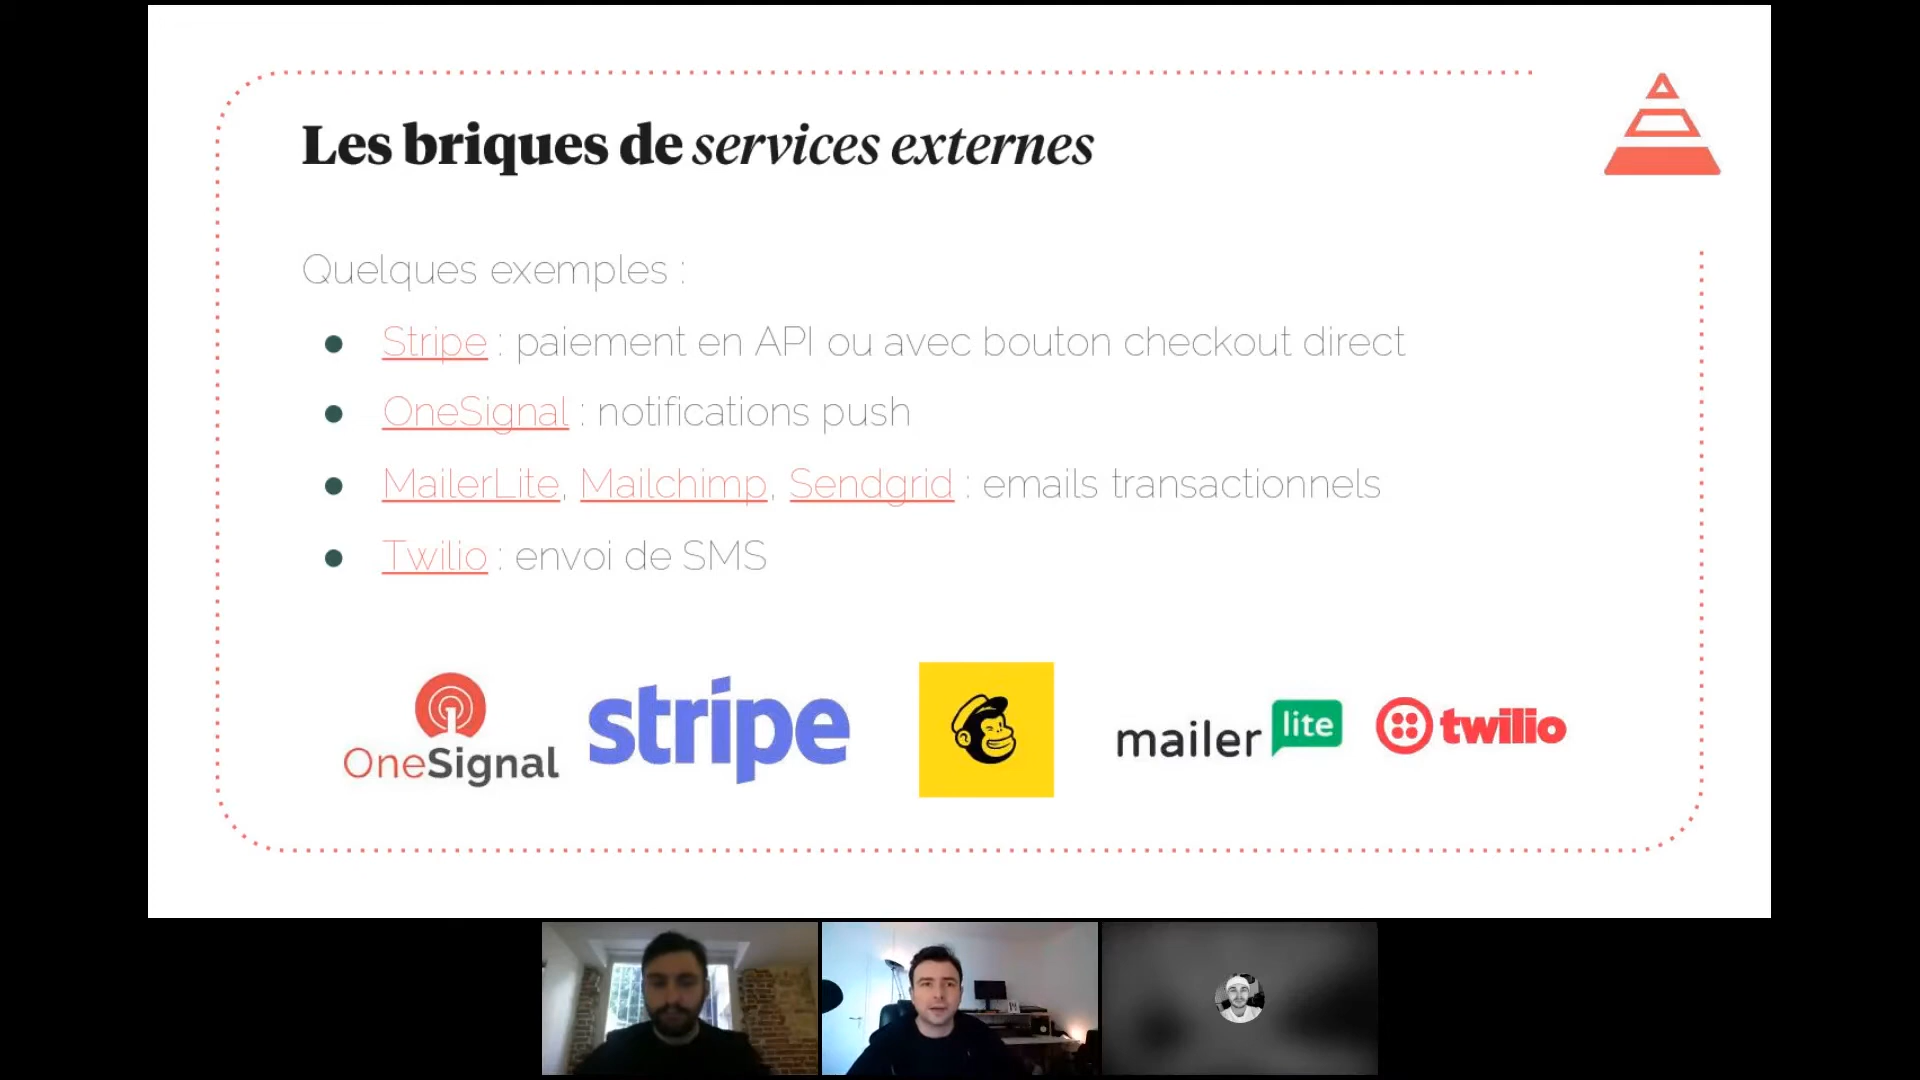 Les briques de services externes
Quelques exemples :
Stripe : paiement en API ou avec bouton checkout direct
OneSignal : notifications push
MailerLite, Mailchimp, Sendgrid : emails transactionnels
Twilio : envoi de SMS
OneSignal
stripe
mailer lite
twilio